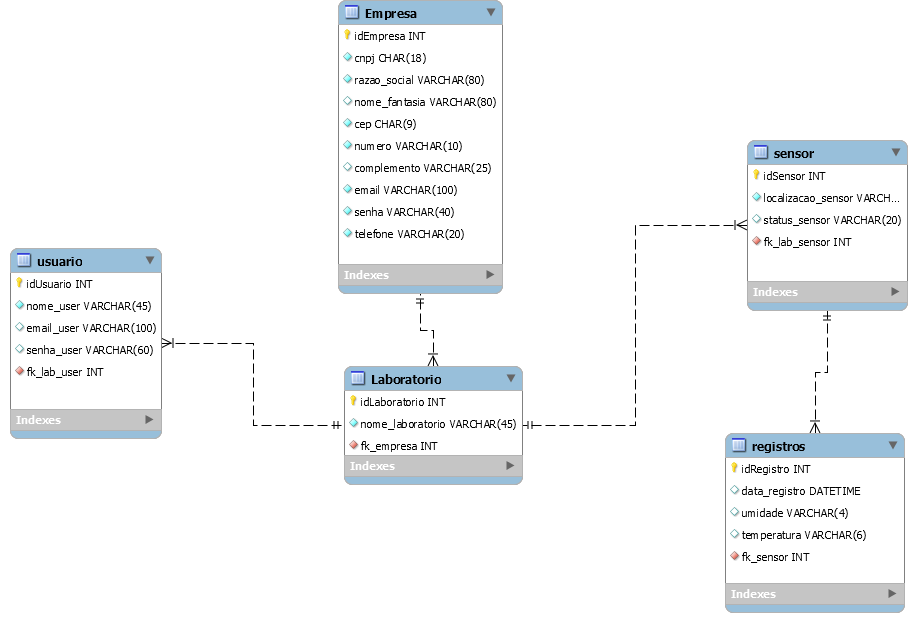 Empresa
idEmpresa INT
cnpj CHAR(18)
razao_social VARCHAR(80)
nome_fantasia VARCHAR(80)
cep CHAR(9)
numero VARCHAR(10)
complemento VARCHAR(25)
email VARCHAR(100)
senha VARCHAR(40)
telefone VARCHAR(20)
Indexes
usuario
idUsuario INT
nome_user VARCHAR(45)
email_user VARCHAR(100)
senha_user VARCHAR(60)
fk_lab_user INT
Indexes
Laboratorio
idLaboratorio INT
nome_laboratorio VARCHAR(45)
fk_empresa INT
Indexes
sensor
idSensor INT
localizacao_sensor VARCH...
status_sensor VARCHAR(20)
fk_lab_sensor INT
Indexes
registros
idRegistro INT
data_registro DATETIME
umidade VARCHAR(4)
temperatura VARCHAR(6)
fk_sensor INT
Indexes